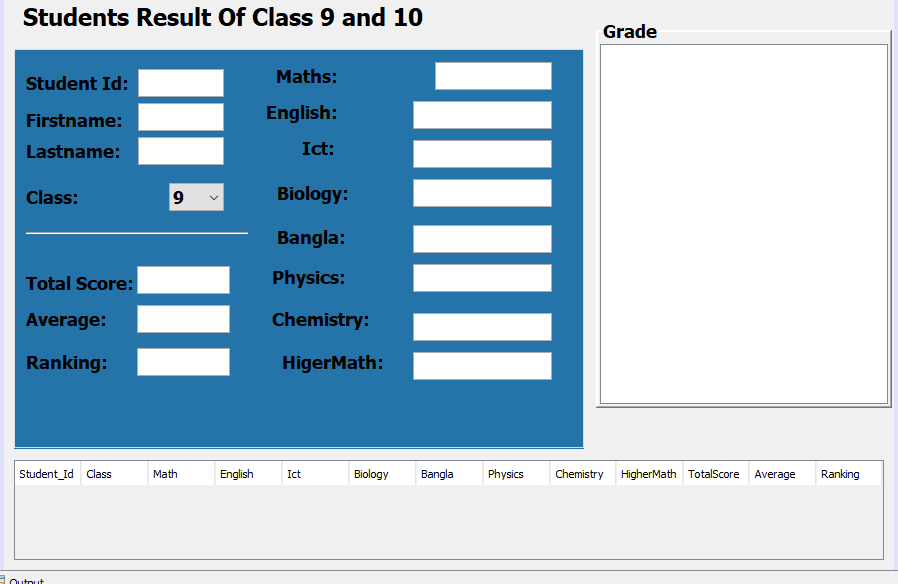 Students Result Of Class 9 and 10
Grade
Student Id:
Firstname:
Lastname:
Class: 9
Total Score:
Average:
Ranking:
Maths:
English:
Ict:
Biology:
Bangla:
Physics:
Chemistry:
HigerMath:
Student_Id Class Math English Ict Biology Bangla Physics Chemistry HigherMath TotalScore Average Ranking
Output